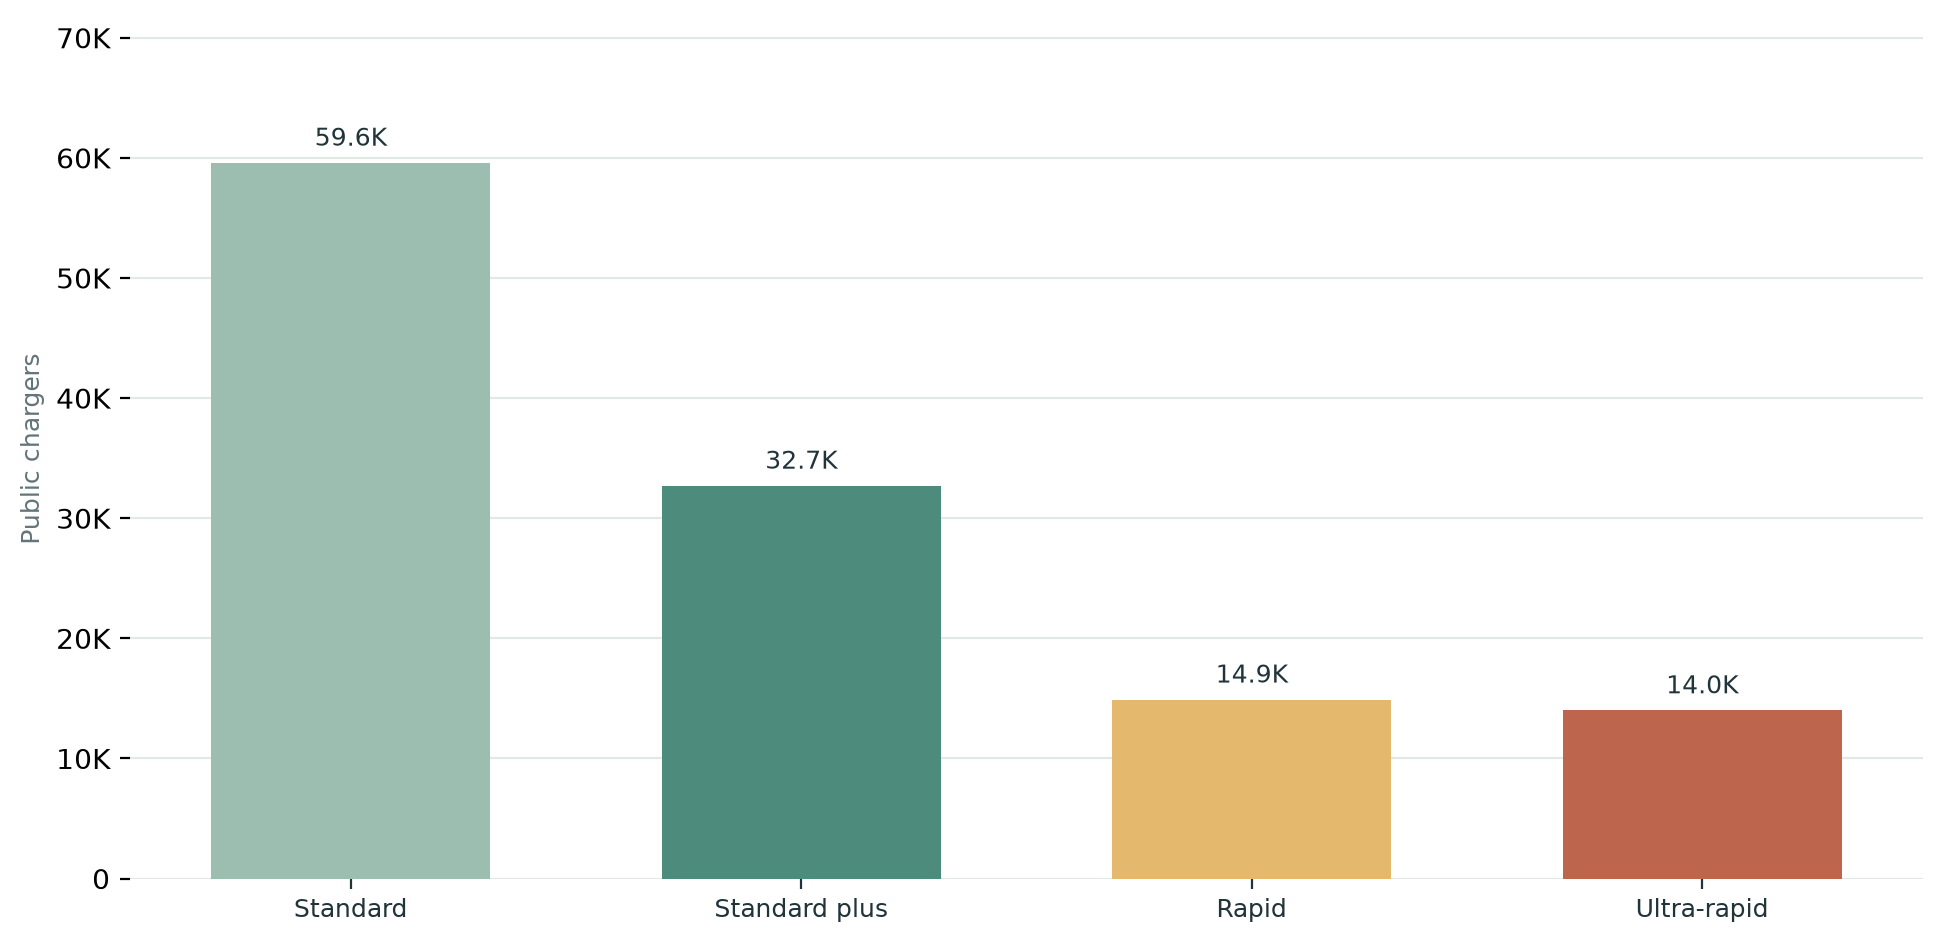 70K
60K
50K
40K
30K
20K
10K
0
Public chargers
59.6K
32.7K
14.9K
14.0K
Standard
Standard plus
Rapid
Ultra-rapid